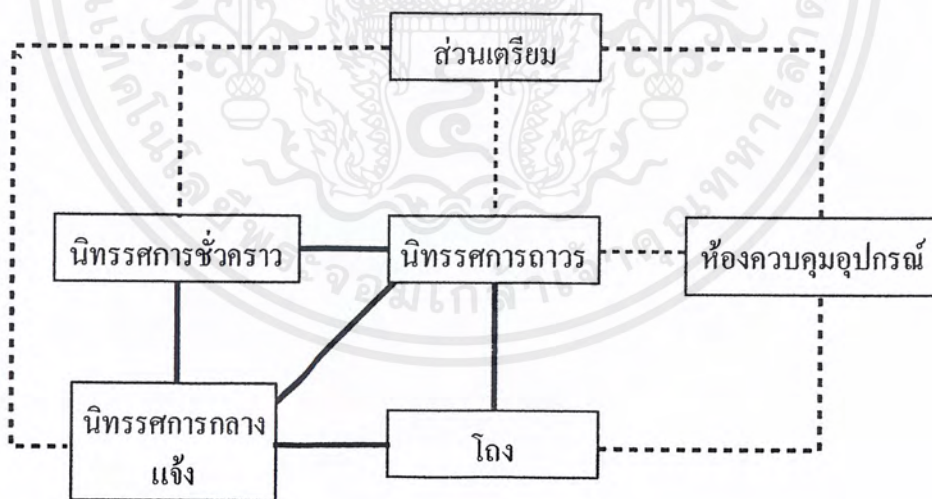 ส่วนเตรียม
นิทรรศการชั่วคราว
นิทรรศการถาวร
ห้องควบคุมอุปกรณ์
นิทรรศการกลาง
แจ้ง
โถง